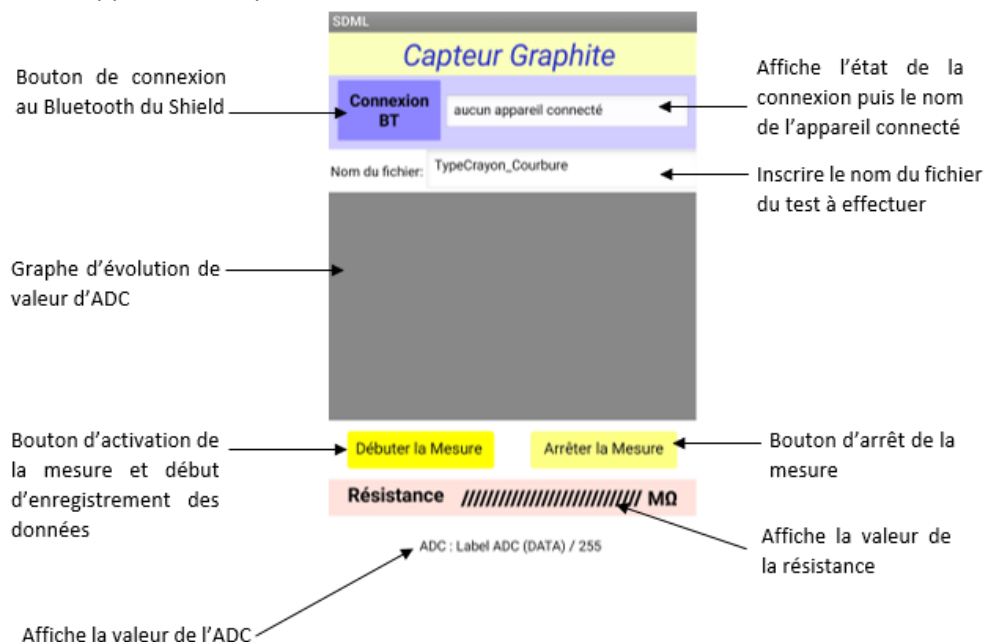 SDML
Capteur Graphite
Bouton de connexion
au Bluetooth du Shield
Connexion
BT
aucun appareil connecté
Affiche l'état de la
connexion puis le nom
de l'appareil connecté
Nom du fichier:
TypeCrayon_Courbure
Inscrire le nom du fichier
du test à effectuer
Graphe d'évolution de
valeur d'ADC
Bouton d'activation de
la mesure et début
d'enregistrement des
données
Débuter la Mesure
Arrêter la Mesure
Bouton d'arrêt de la
mesure
Résistance //////////////////////////// MΩ
Affiche la valeur de
la résistance
ADC : Label ADC (DATA) / 255
Affiche la valeur de l'ADC